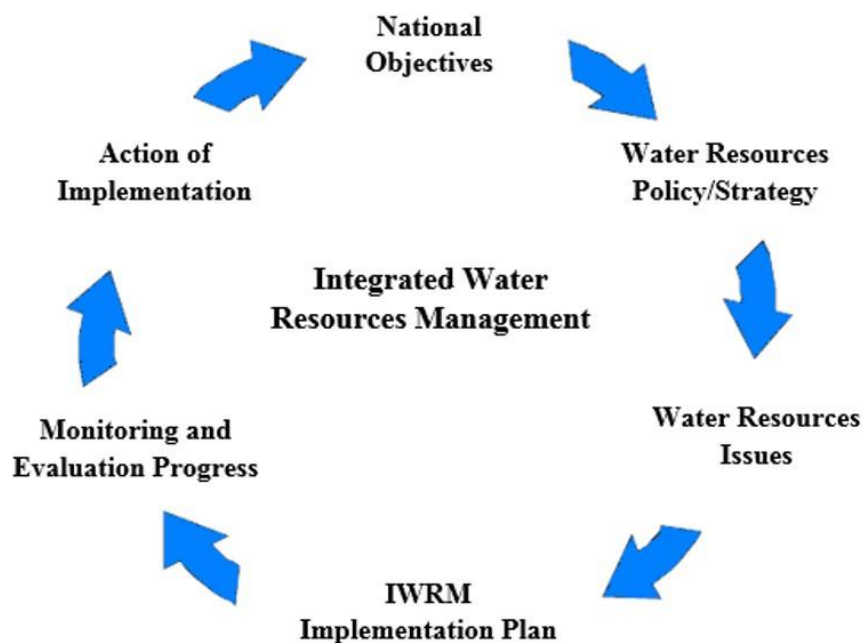 National
Objectives
Water Resources
Policy/Strategy
Water Resources
Issues
IWRM
Implementation Plan
Monitoring and
Evaluation Progress
Action of
Implementation
Integrated Water
Resources Management